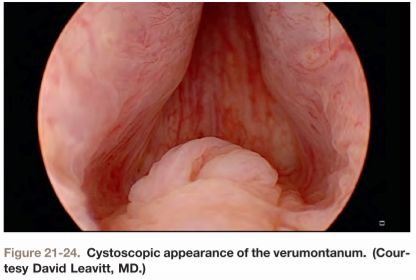 Figure 21-24. Cystoscopic appearance of the verumontanum. (Cour-
tesy David Leavitt, MD.)